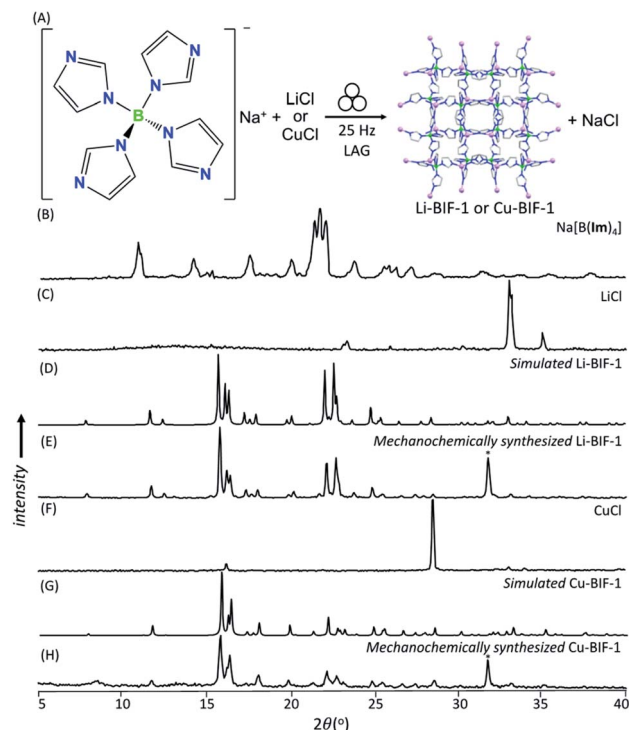 (A)
N
N
N
N
B
N
N
N
N
−
Na⁺ +
LiCl
or
CuCl
25 Hz
LAG
+ NaCl
Li-BIF-1 or Cu-BIF-1
(B)
Na[B(Im)₄]
(C)
LiCl
(D)
Simulated Li-BIF-1
(E)
Mechanochemically synthesized Li-BIF-1
*
(F)
CuCl
(G)
Simulated Cu-BIF-1
(H)
Mechanochemically synthesized Cu-BIF-1
*
intensity
5 10 15 20 25 30 35 40
2θ(°)